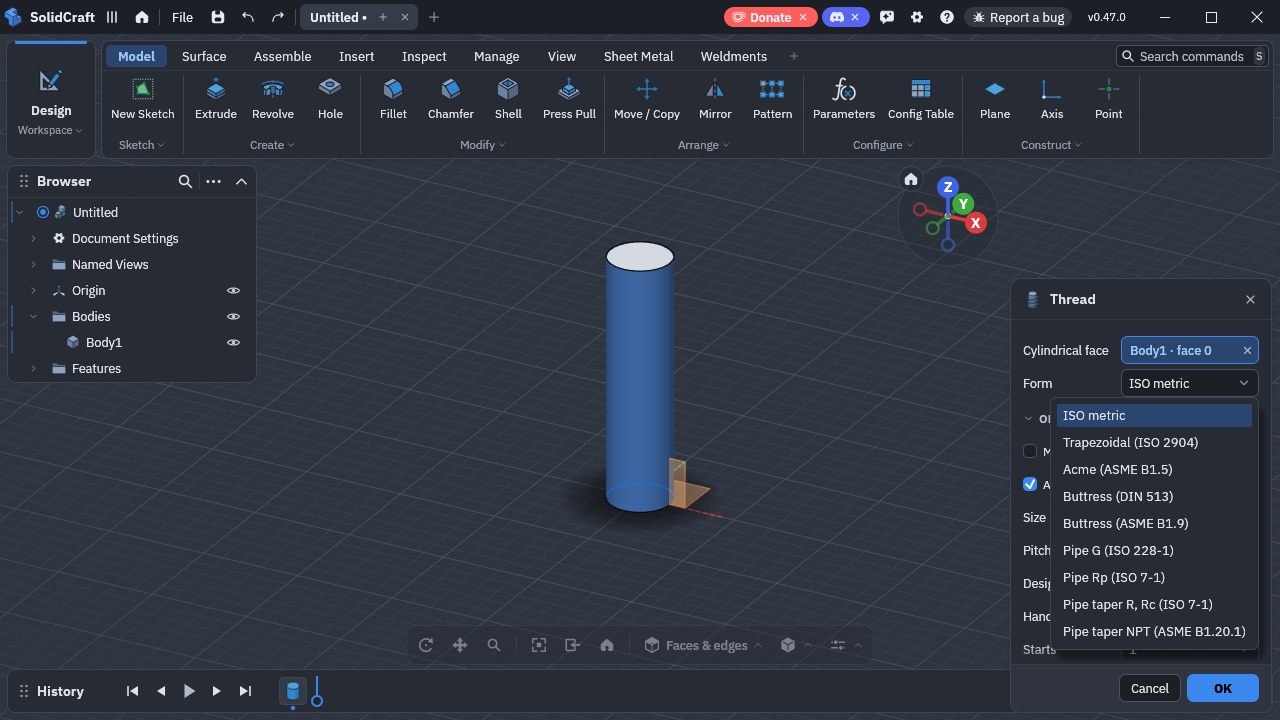 SolidCraft
File
Untitled •
Donate
Report a bug
v0.47.0
Design
Workspace
Model
Surface
Assemble
Insert
Inspect
Manage
View
Sheet Metal
Weldments
Search commands
S
New Sketch
Extrude
Revolve
Hole
Fillet
Chamfer
Shell
Press Pull
Move / Copy
Mirror
Pattern
Parameters
Config Table
Plane
Axis
Point
Sketch
Create
Modify
Arrange
Configure
Construct
Browser
Untitled
Document Settings
Named Views
Origin
Bodies
Body1
Features
Z
Y
X
Thread
Cylindrical face
Body1 · face 0
Form
ISO metric
ISO metric
Trapezoidal (ISO 2904)
Acme (ASME B1.5)
Buttress (DIN 513)
Size
Buttress (ASME B1.9)
Pitch
Pipe G (ISO 228-1)
Pipe Rp (ISO 7-1)
Pipe taper R, Rc (ISO 7-1)
Pipe taper NPT (ASME B1.20.1)
Starts
1
Faces & edges
History
Cancel
OK